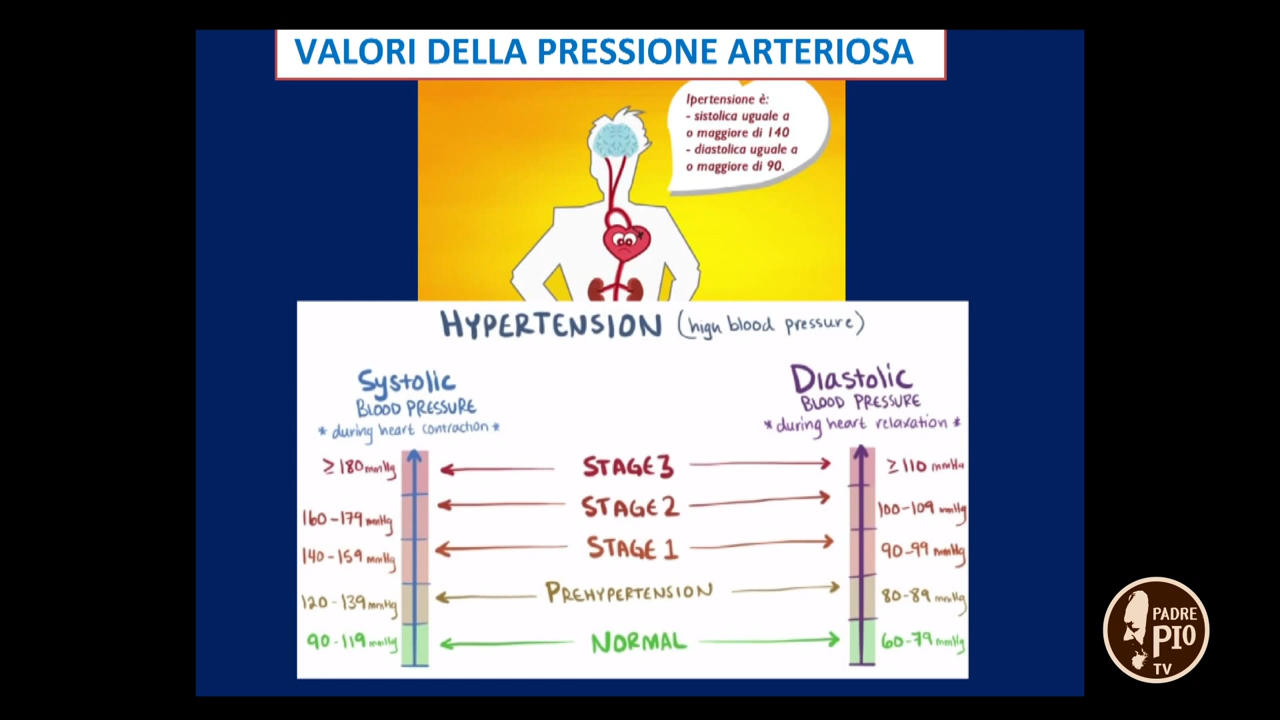 VALORI DELLA PRESSIONE ARTERIOSA
Ipertensione è:
- sistolica uguale a
o maggiore di 140
- diastolica uguale a
o maggiore di 90.
HYPERTENSION (high blood pressure)
Systolic
BLOOD PRESSURE
* during heart contraction *
Diastolic
BLOOD PRESSURE
* during heart relaxation *
≥180 mmHg STAGE 3 ≥110 mmHg
160-179 mmHg STAGE 2 100-109 mmHg
140-159 mmHg STAGE 1 90-99 mmHg
120-139 mmHg PREHYPERTENSION 80-89 mmHg
90-119 mmHg NORMAL 60-79 mmHg
PADRE
PIO
TV